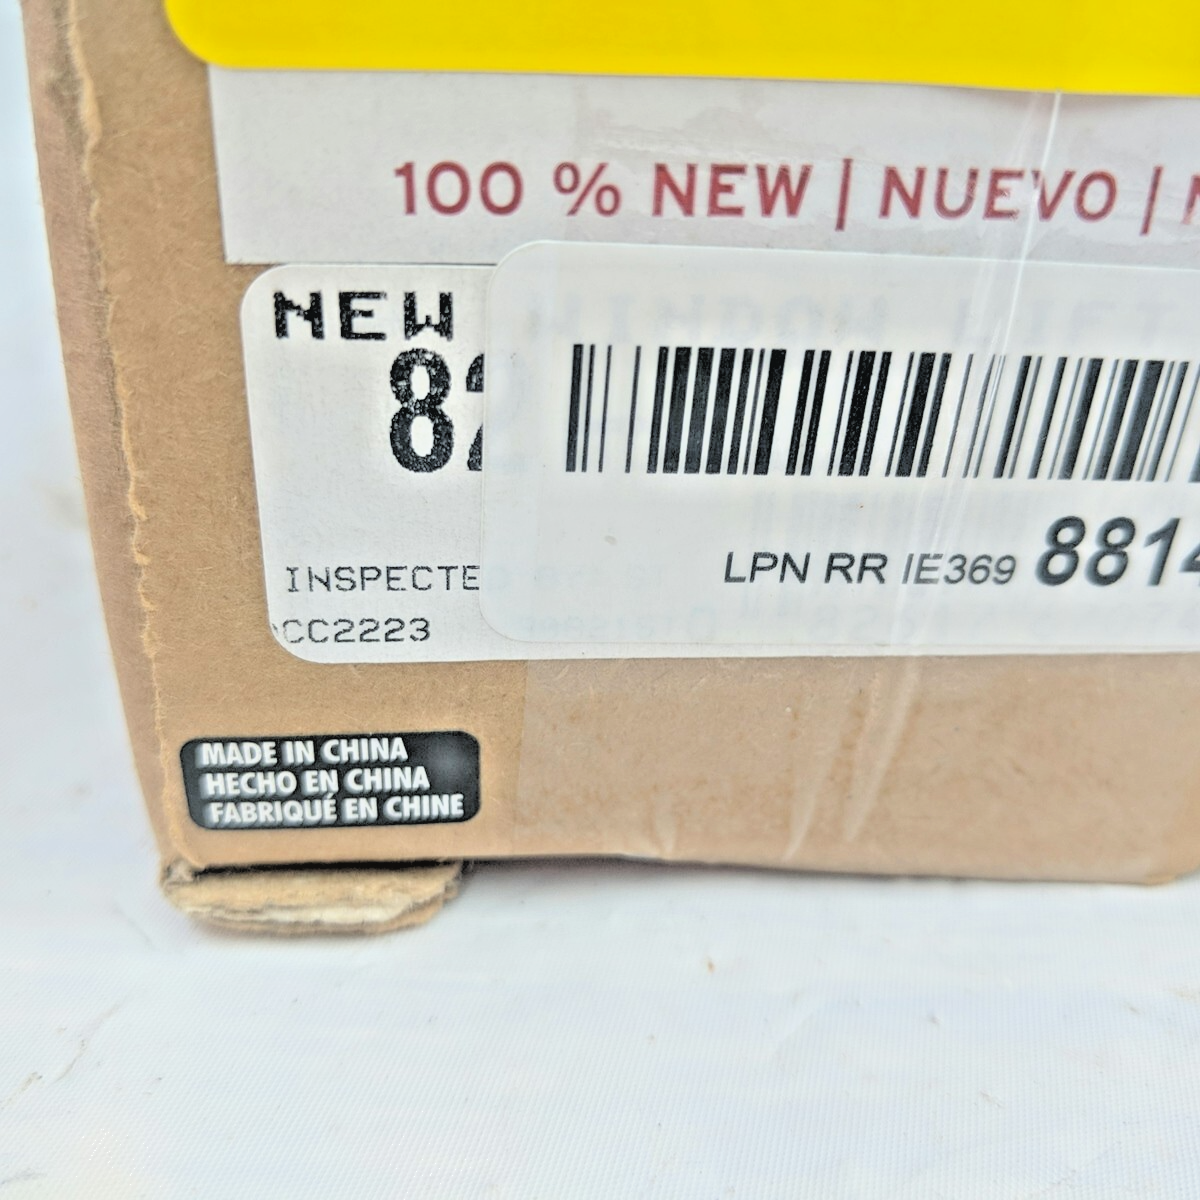 100 % NEW | NUEVO |
NEW
8
INSPECTE
CC2223
LPN RR IE369 8814
MADE IN CHINA
HECHO EN CHINA
FABRIQUÉ EN CHINE